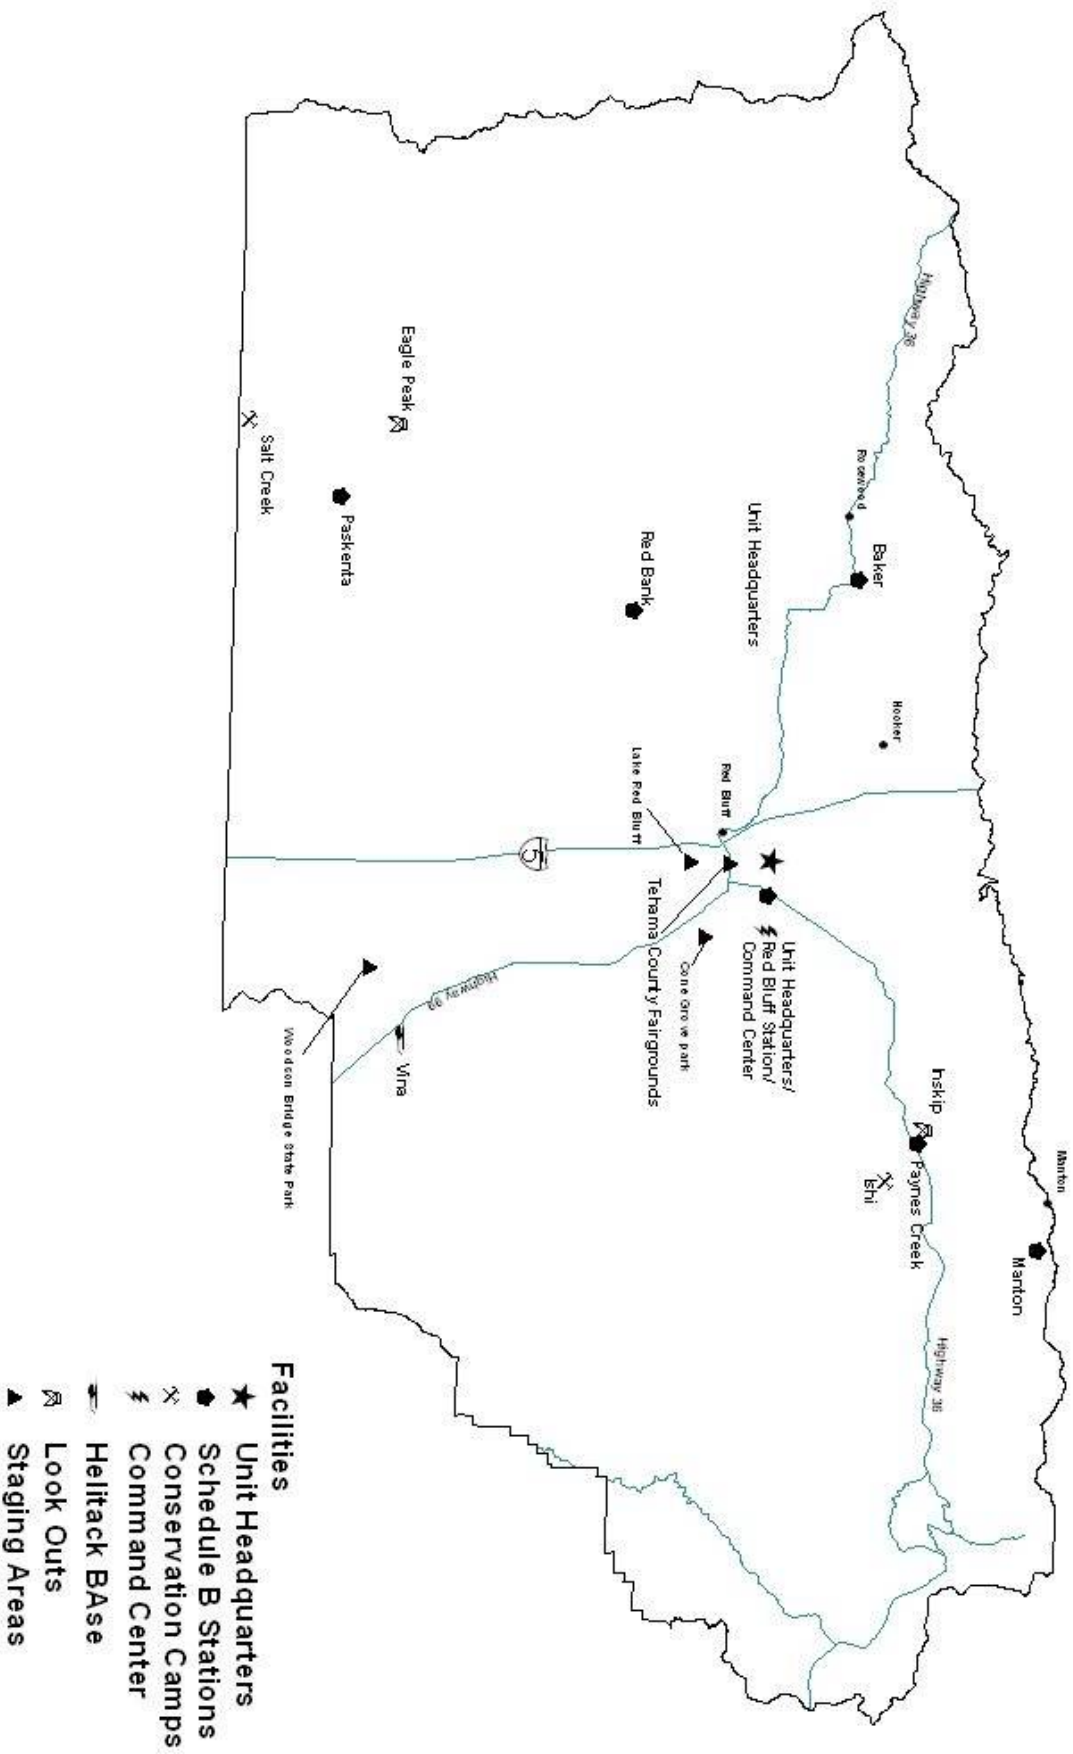 Highway 36
Rosewood
Baker
Hooker
Unit Headquarters
Red Bank
Eagle Peak
Paskenta
Salt Creek
Red Bluff
Lake Red Bluff
5
Unit Headquarters/
Red Bluff Station/
Command Center
Tehama County Fairgrounds
Cone Grove park
Highway 99
Vina
Woodson Bridge State Park
Inskip
Paynes Creek
Ishi
Manton
Manton
Highway 36
Facilities
Unit Headquarters
Schedule B Stations
Conservation Camps
Command Center
Helitack BAse
Look Outs
Staging Areas